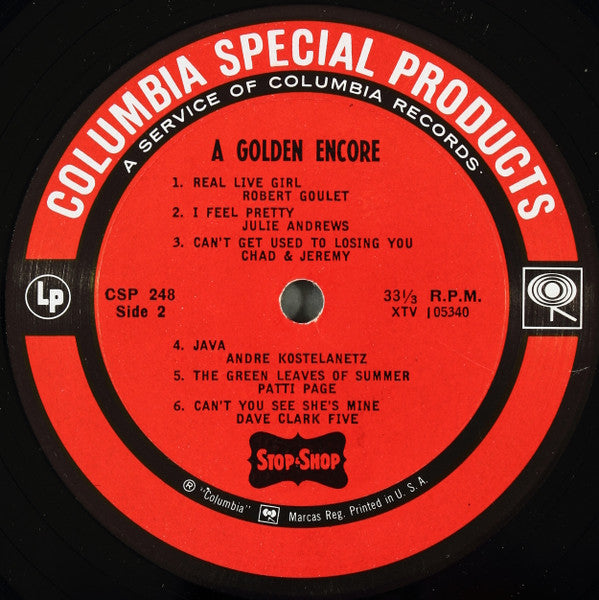 COLUMBIA SPECIAL PRODUCTS
A SERVICE OF COLUMBIA RECORDS.
A GOLDEN ENCORE
1. REAL LIVE GIRL
ROBERT GOULET
2. I FEEL PRETTY
JULIE ANDREWS
3. CAN'T GET USED TO LOSING YOU
CHAD & JEREMY
Lp
CSP 248
Side 2
33⅓ R.P.M.
XTV 105340
4. JAVA
ANDRE KOSTELANETZ
5. THE GREEN LEAVES OF SUMMER
PATTI PAGE
6. CAN'T YOU SEE SHE'S MINE
DAVE CLARK FIVE
STOP & SHOP
® "Columbia" Marcas Reg. Printed in U. S. A.